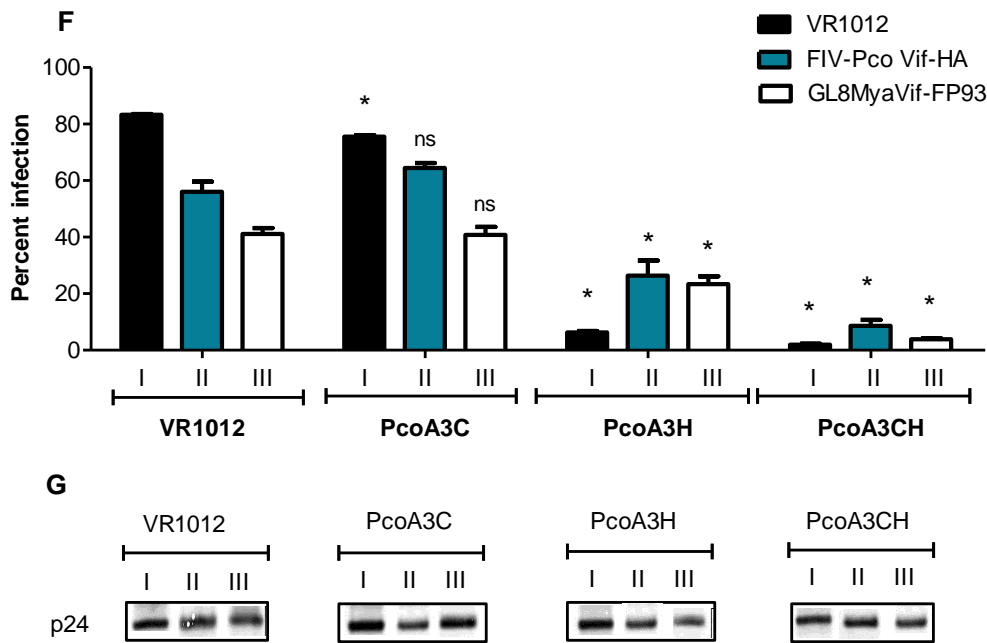 F
VR1012
FIV-Pco Vif-HA
GL8MyaVif-FP93
Percent infection
100
80
60
40
20
0
*
ns
ns
*
*
*
*
*
*
I II III I II III I II III I II III
VR1012 PcoA3C PcoA3H PcoA3CH
G
VR1012 PcoA3C PcoA3H PcoA3CH
I II III I II III I II III I II III
p24